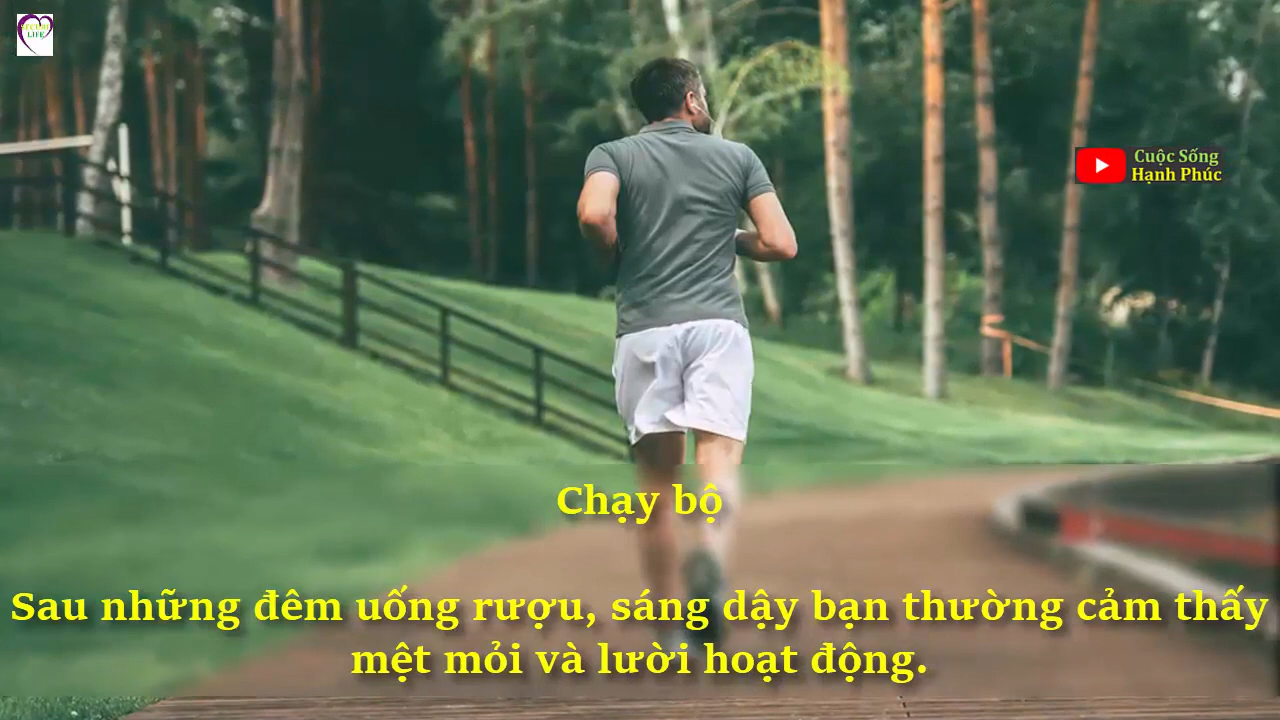 LIFE
Cuộc Sống
Hạnh Phúc
Chạy bộ
Sau những đêm uống rượu, sáng dậy bạn thường cảm thấy
mệt mỏi và lười hoạt động.